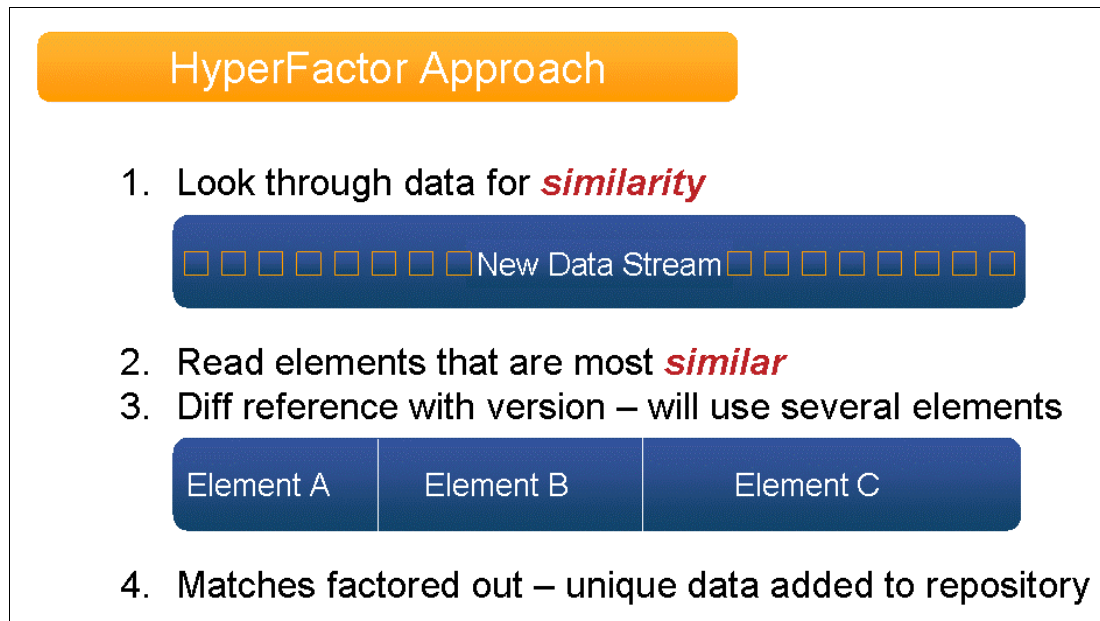 HyperFactor Approach
1. Look through data for similarity
New Data Stream
2. Read elements that are most similar
3. Diff reference with version – will use several elements
Element A Element B Element C
4. Matches factored out – unique data added to repository